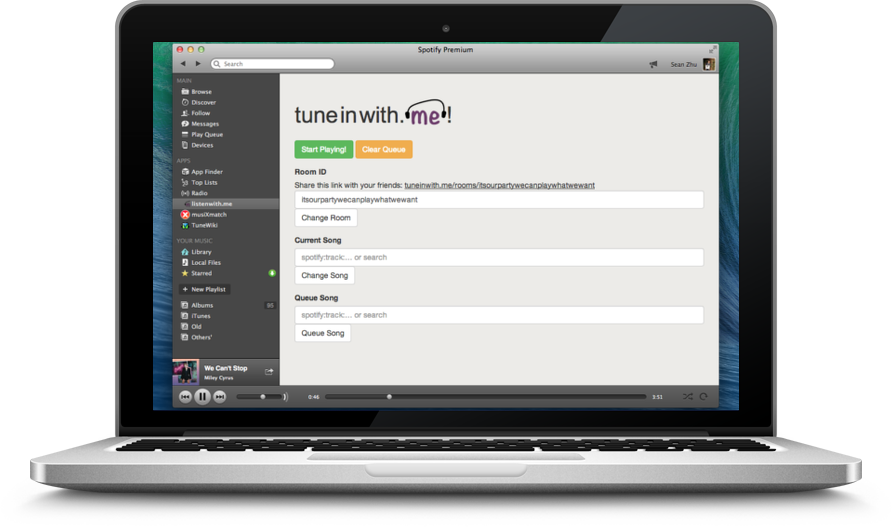 Spotify Premium
Search
Sean Zhu
MAIN
Browse
Discover
Follow
Messages
Play Queue
Devices
APPS
App Finder
Top Lists
Radio
listenwith.me
musiXmatch
TuneWiki
YOUR MUSIC
Library
Local Files
Starred
+ New Playlist
Albums
iTunes
Old
Others'
We Can't Stop
Miley Cyrus
tuneinwith.me!
Start Playing!
Clear Queue
Room ID
Share this link with your friends: tuneinwith.me/rooms/itsourpartywecanplaywhatwewant
itsourpartywecanplaywhatwewant
Change Room
Current Song
spotify:track:... or search
Change Song
Queue Song
spotify:track:... or search
Queue Song
0:46
3:51